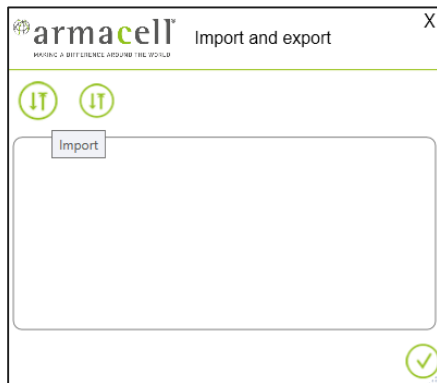 armacell®
MAKING A DIFFERENCE AROUND THE WORLD
Import and export
X
Import